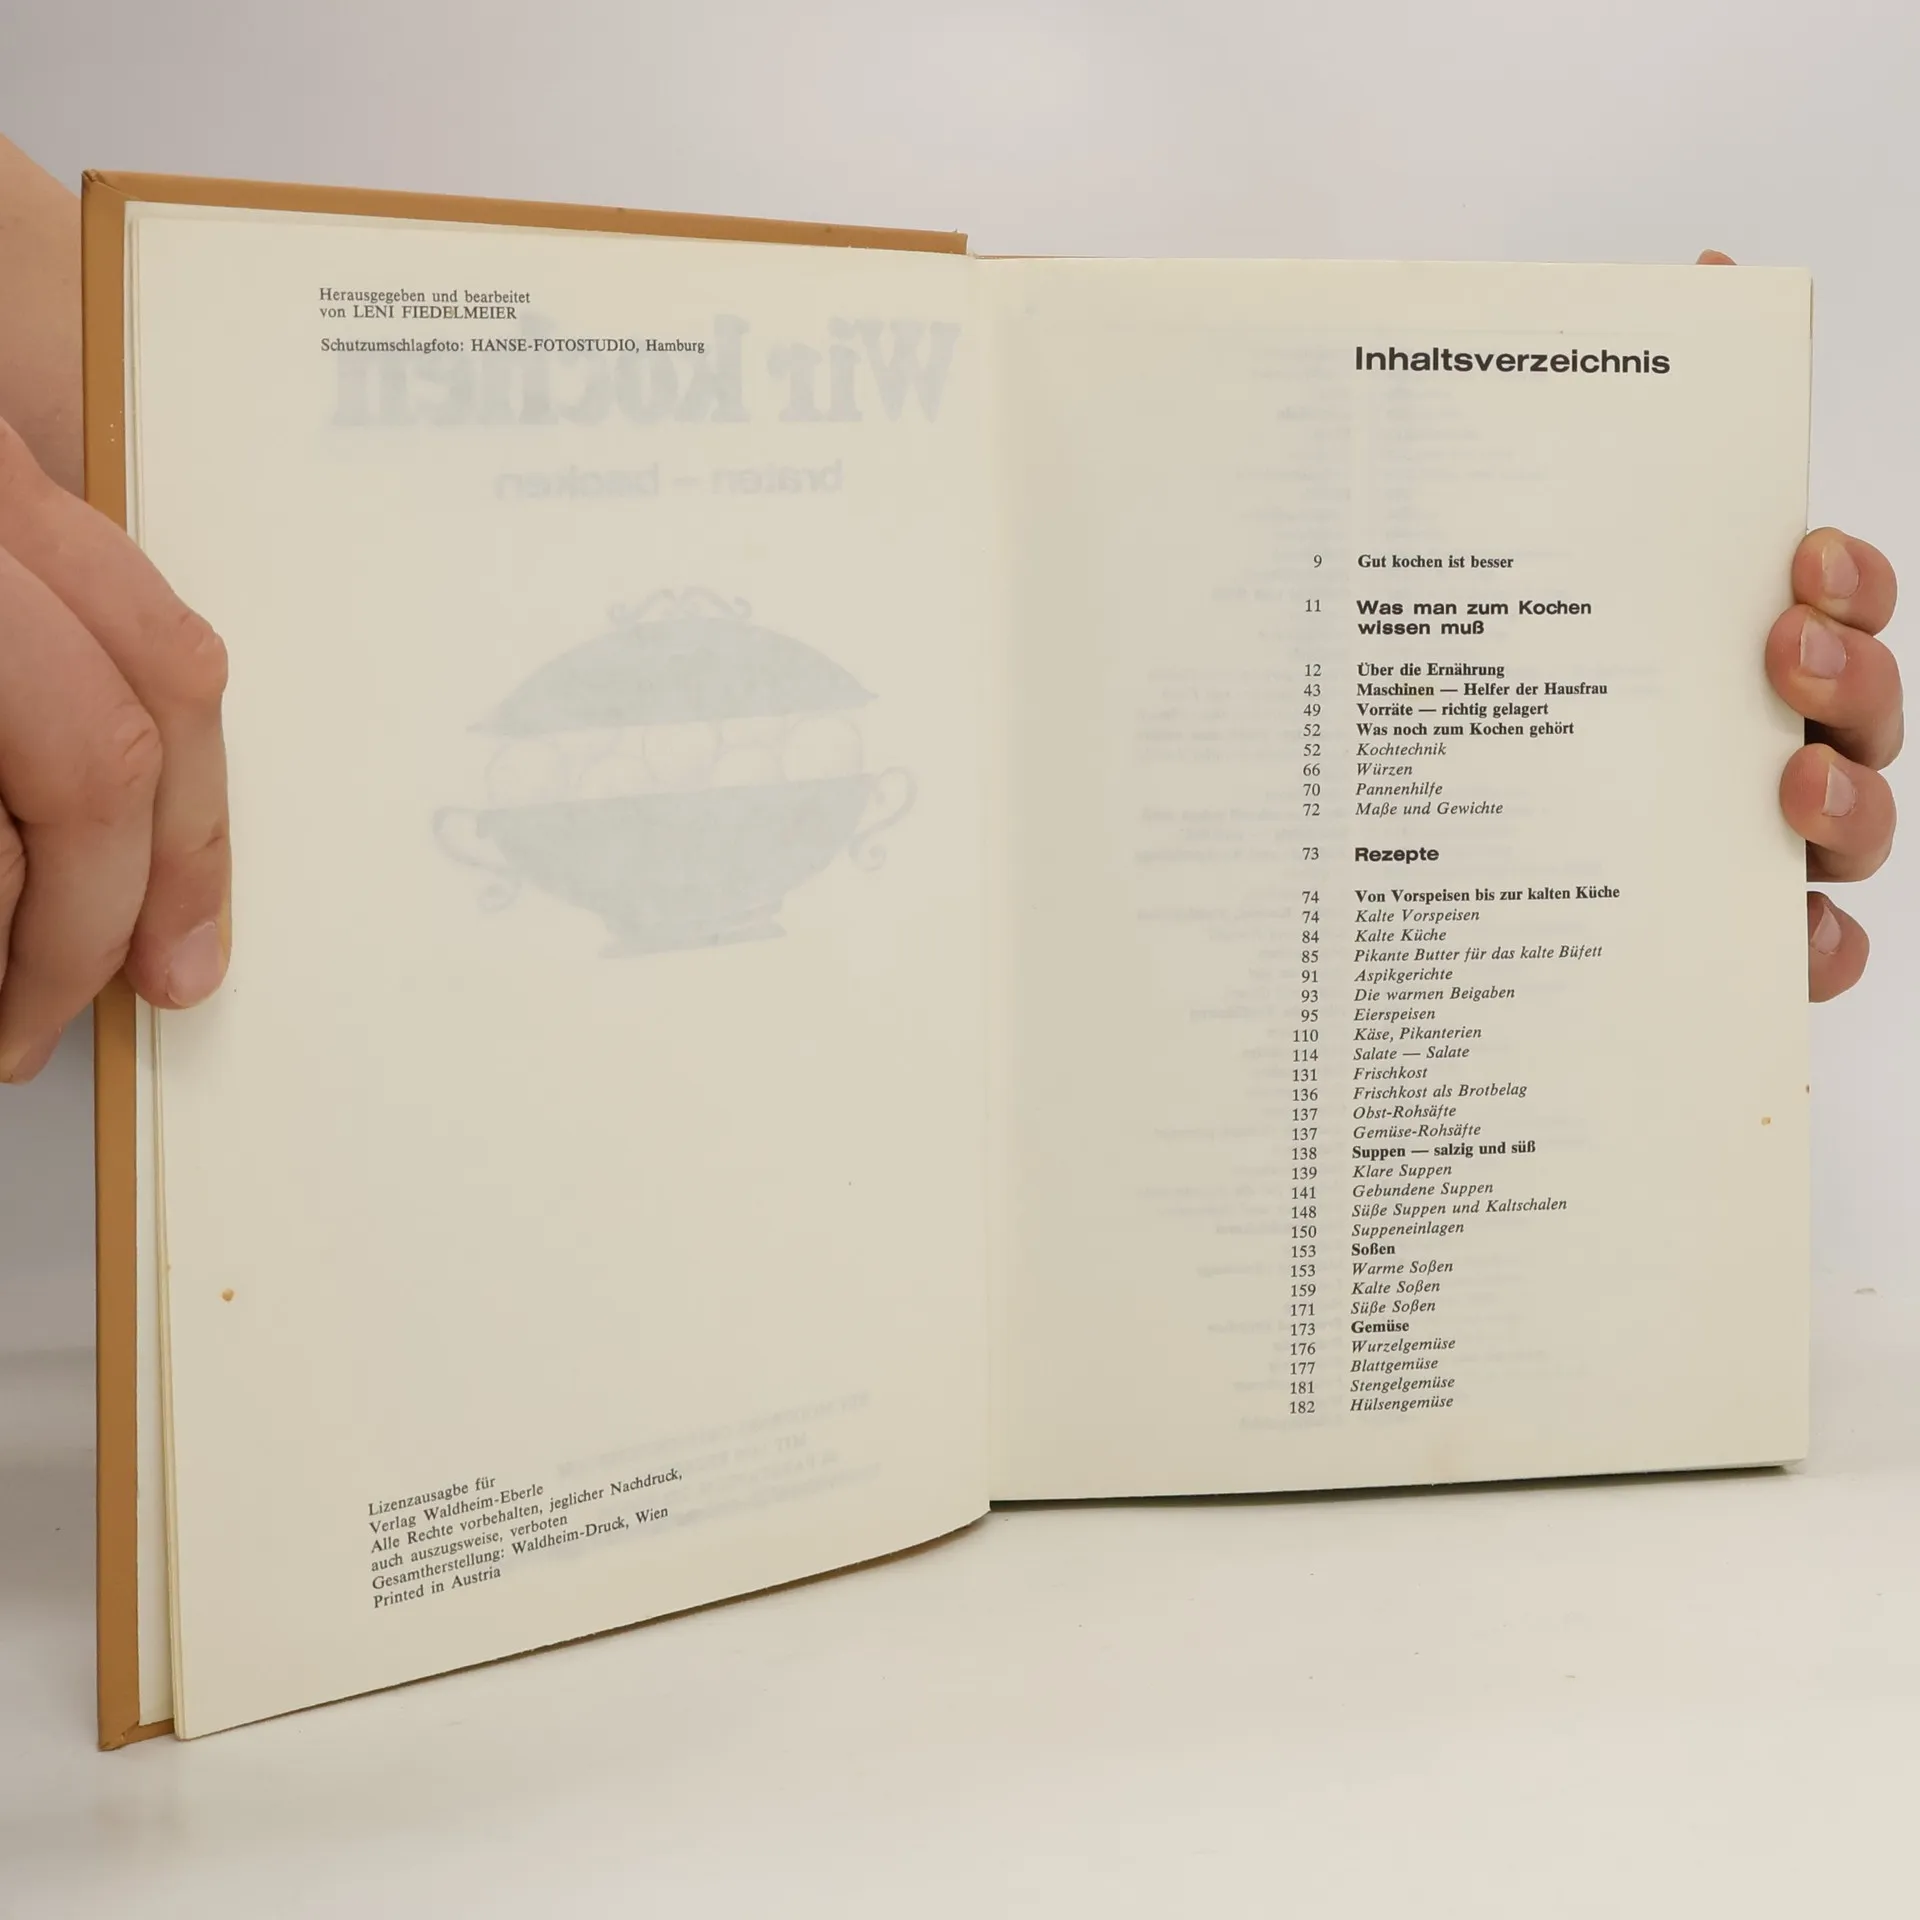 Herausgegeben und bearbeitet
von LENI FIEDELMEIER
Schutzumschlagfoto: HANSE-FOTOSTUDIO, Hamburg
Wir kochen
braten – backen
Lizenzausagbe für
Verlag Waldheim-Eberle
Alle Rechte vorbehalten, jeglicher Nachdruck,
auch auszugsweise, verboten
Gesamtherstellung: Waldheim-Druck, Wien
Printed in Austria
Inhaltsverzeichnis
9 Gut kochen ist besser
11 Was man zum Kochen
wissen muß
12 Über die Ernährung
43 Maschinen — Helfer der Hausfrau
49 Vorräte — richtig gelagert
52 Was noch zum Kochen gehört
52 Kochtechnik
66 Würzen
70 Pannenhilfe
72 Maße und Gewichte
73 Rezepte
74 Von Vorspeisen bis zur kalten Küche
74 Kalte Vorspeisen
84 Kalte Küche
85 Pikante Butter für das kalte Büfett
91 Aspikgerichte
93 Die warmen Beigaben
95 Eierspeisen
110 Käse, Pikanterien
114 Salate — Salate
131 Frischkost
136 Frischkost als Brotbelag
137 Obst-Rohsäfte
137 Gemüse-Rohsäfte
138 Suppen — salzig und süß
139 Klare Suppen
141 Gebundene Suppen
148 Süße Suppen und Kaltschalen
150 Suppeneinlagen
153 Soßen
153 Warme Soßen
159 Kalte Soßen
171 Süße Soßen
173 Gemüse
176 Wurzelgemüse
177 Blattgemüse
181 Stengelgemüse
182 Hülsengemüse